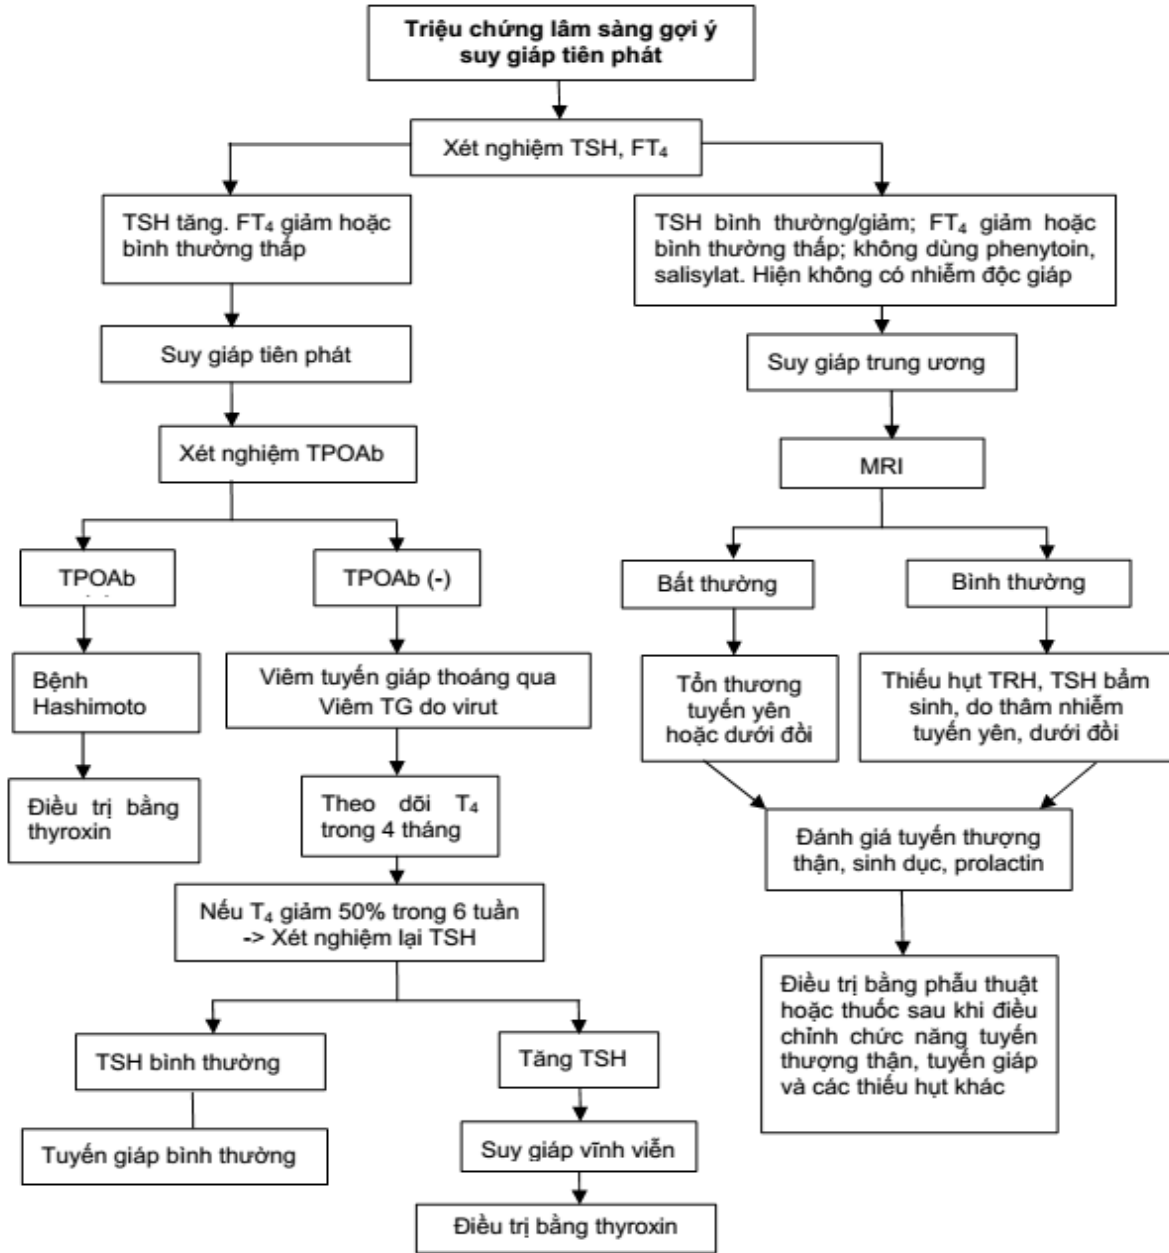 Triệu chứng lâm sàng gợi ý
suy giáp tiên phát
Xét nghiệm TSH, FT₄
TSH tăng. FT₄ giảm hoặc
bình thường thấp
TSH bình thường/giảm; FT₄ giảm hoặc
bình thường thấp; không dùng phenytoin,
salisylat. Hiện không có nhiễm độc giáp
Suy giáp tiên phát
Suy giáp trung ương
Xét nghiệm TPOAb
MRI
TPOAb
TPOAb (-)
Bất thường
Bình thường
Bệnh
Hashimoto
Viêm tuyến giáp thoáng qua
Viêm TG do virut
Tổn thương
tuyến yên
hoặc dưới đồi
Thiếu hụt TRH, TSH bẩm
sinh, do thâm nhiễm
tuyến yên, dưới đồi
Điều trị bằng
thyroxin
Theo dõi T₄
trong 4 tháng
Đánh giá tuyến thượng
thận, sinh dục, prolactin
Nếu T₄ giảm 50% trong 6 tuần
-> Xét nghiệm lại TSH
Điều trị bằng phẫu thuật
hoặc thuốc sau khi điều
chỉnh chức năng tuyến
thượng thận, tuyến giáp
và các thiếu hụt khác
TSH bình thường
Tăng TSH
Tuyến giáp bình thường
Suy giáp vĩnh viễn
Điều trị bằng thyroxin